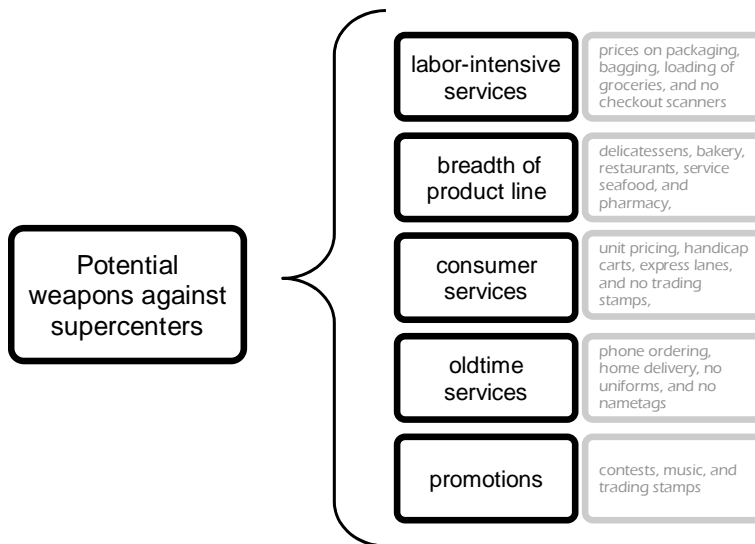 Potential
weapons against
supercenters
labor-intensive
services
prices on packaging,
bagging, loading of
groceries, and no
checkout scanners
breadth of
product line
delicatessens, bakery,
restaurants, service
seafood, and
pharmacy,
consumer
services
unit pricing, handicap
carts, express lanes,
and no trading
stamps,
oldtime
services
phone ordering,
home delivery, no
uniforms, and no
nametags
promotions
contests, music, and
trading stamps